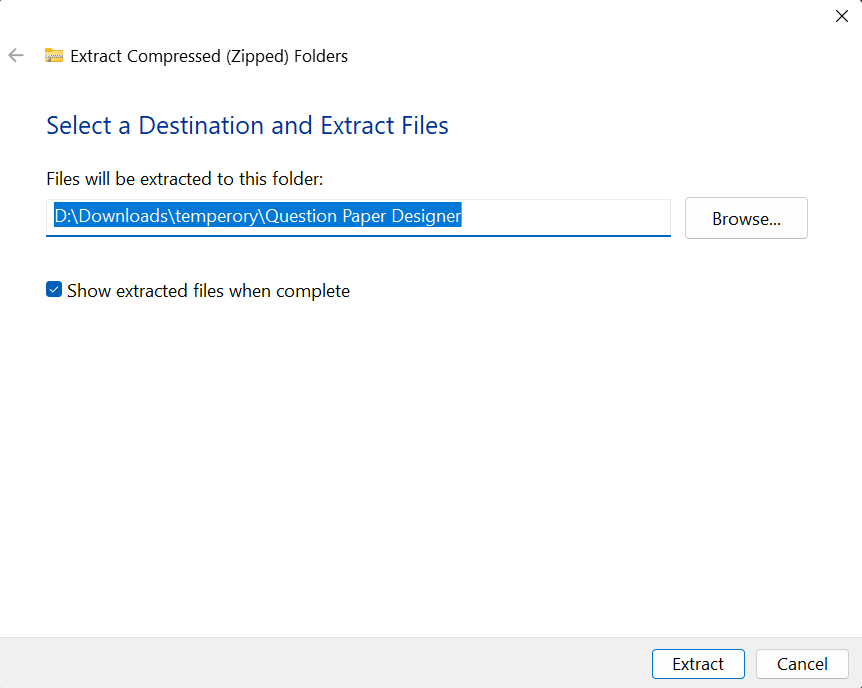 Extract Compressed (Zipped) Folders
Select a Destination and Extract Files
Files will be extracted to this folder:
D:\Downloads\temperory\Question Paper Designer
Browse...
Show extracted files when complete
Extract
Cancel